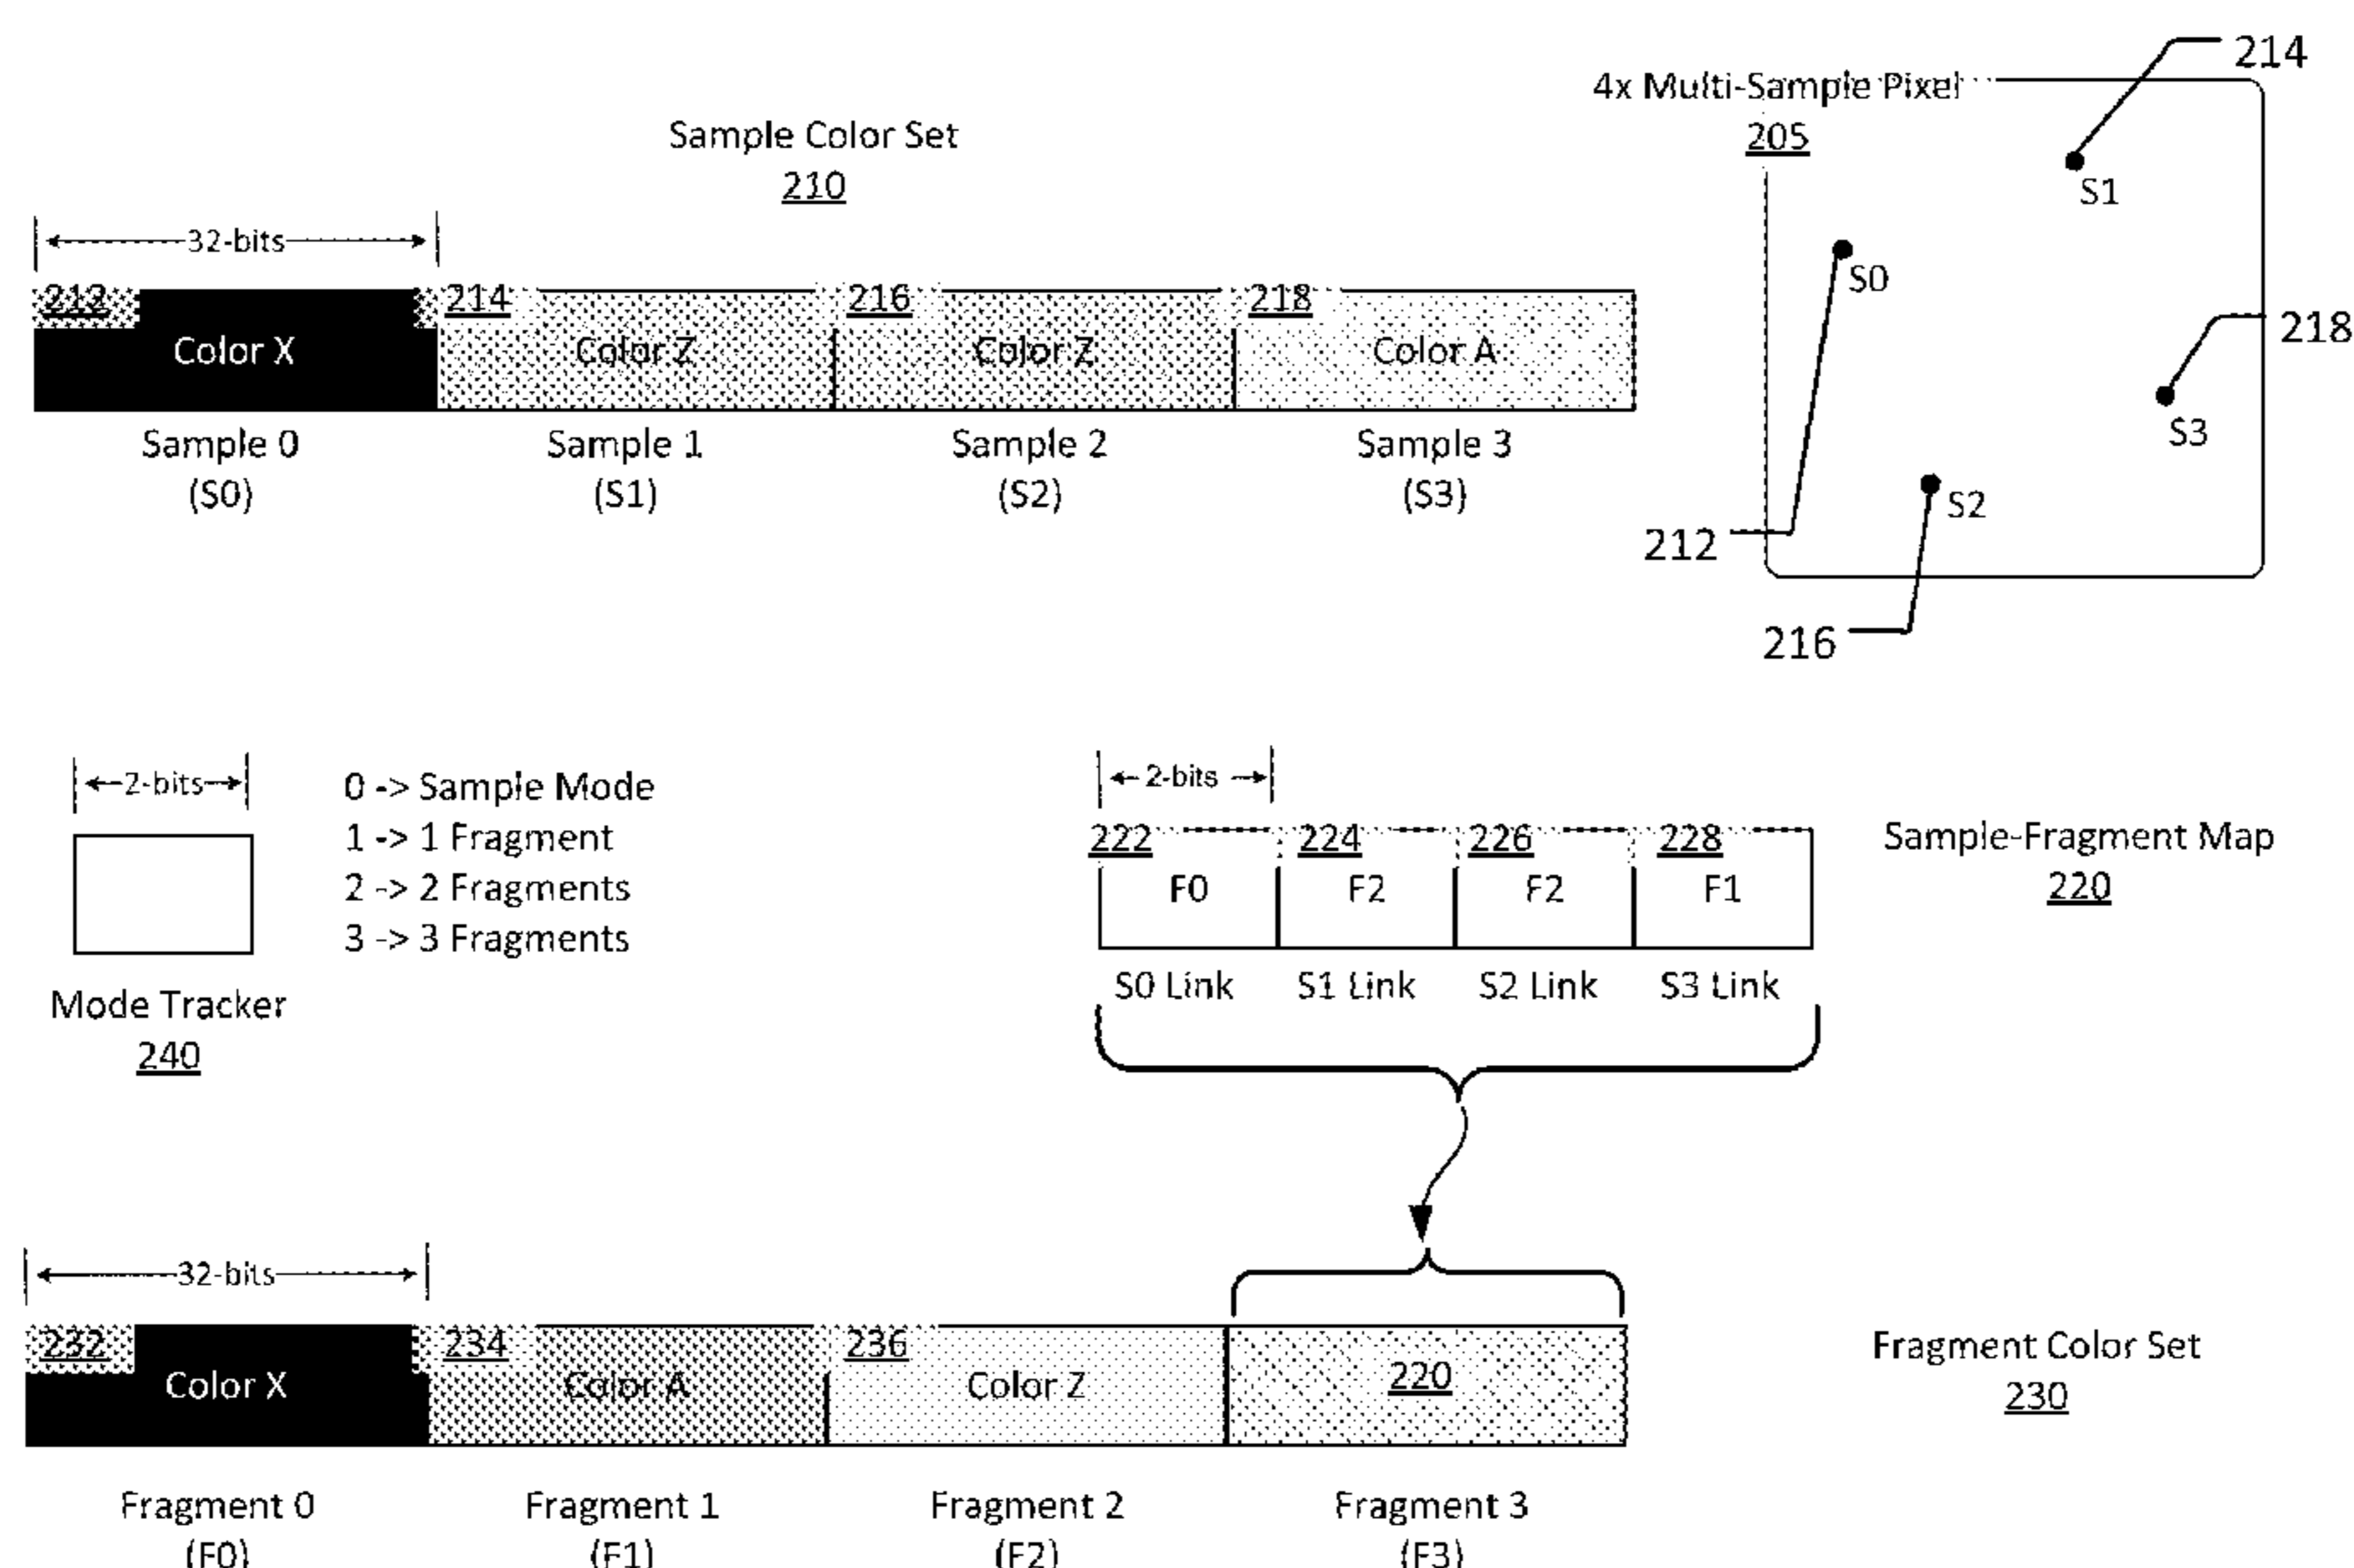 214
4x Multi-Sample Pixel
205
Sample Color Set
210
S1
32-bits
S0
212
214
216
218
218
Color X
Color Z
Color Z
Color A
Sample 0
Sample 1
Sample 2
Sample 3
S3
(S0)
(S1)
(S2)
(S3)
S2
212
216
2-bits
0 -> Sample Mode
1 -> 1 Fragment
2 -> 2 Fragments
3 -> 3 Fragments
Mode Tracker
240
2-bits
222
224
226
228
F0
F2
F2
F1
S0 Link
S1 Link
S2 Link
S3 Link
Sample-Fragment Map
220
32-bits
232
234
236
Color X
Color A
Color Z
220
Fragment Color Set
230
Fragment 0
Fragment 1
Fragment 2
Fragment 3
(F0)
(F1)
(F2)
(F3)